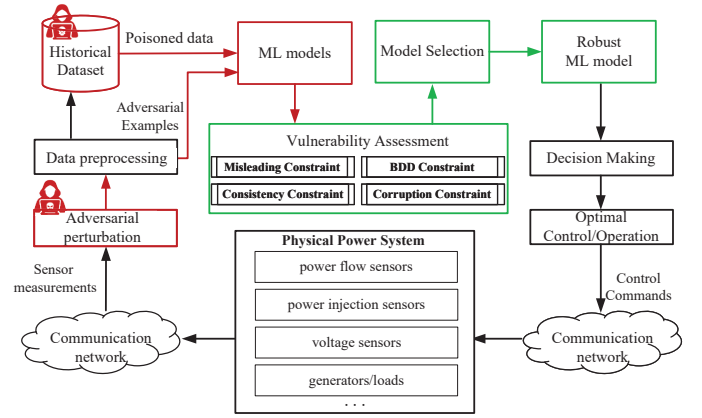 Historical
Dataset
Poisoned data
ML models
Model Selection
Robust
ML model
Adversarial
Examples
Data preprocessing
Vulnerability Assessment
Misleading Constraint
BDD Constraint
Consistency Constraint
Corruption Constraint
Decision Making
Adversarial
perturbation
Optimal
Control/Operation
Sensor
measurements
Physical Power System
power flow sensors
power injection sensors
voltage sensors
generators/loads
. . .
Control
Commands
Communication
network
Communication
network